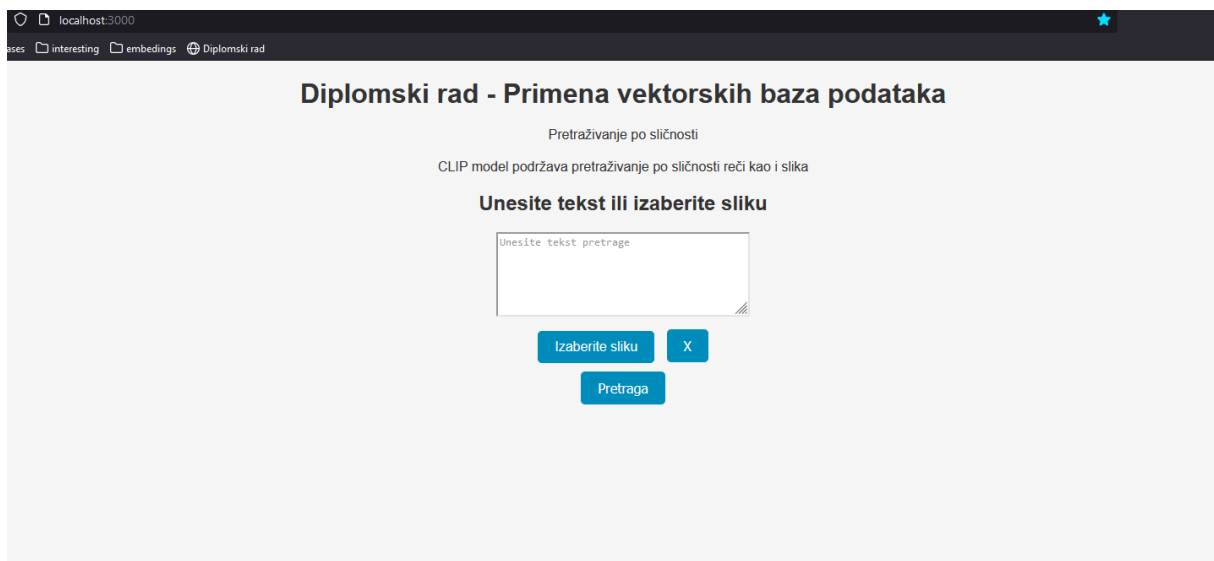 localhost:3000
ases interesting embedings Diplomski rad
Diplomski rad - Primena vektorskih baza podataka
Pretraživanje po sličnosti
CLIP model podržava pretraživanje po sličnosti reči kao i slika
Unesite tekst ili izaberite sliku
Unesite tekst pretrage
Izaberite sliku X
Pretraga